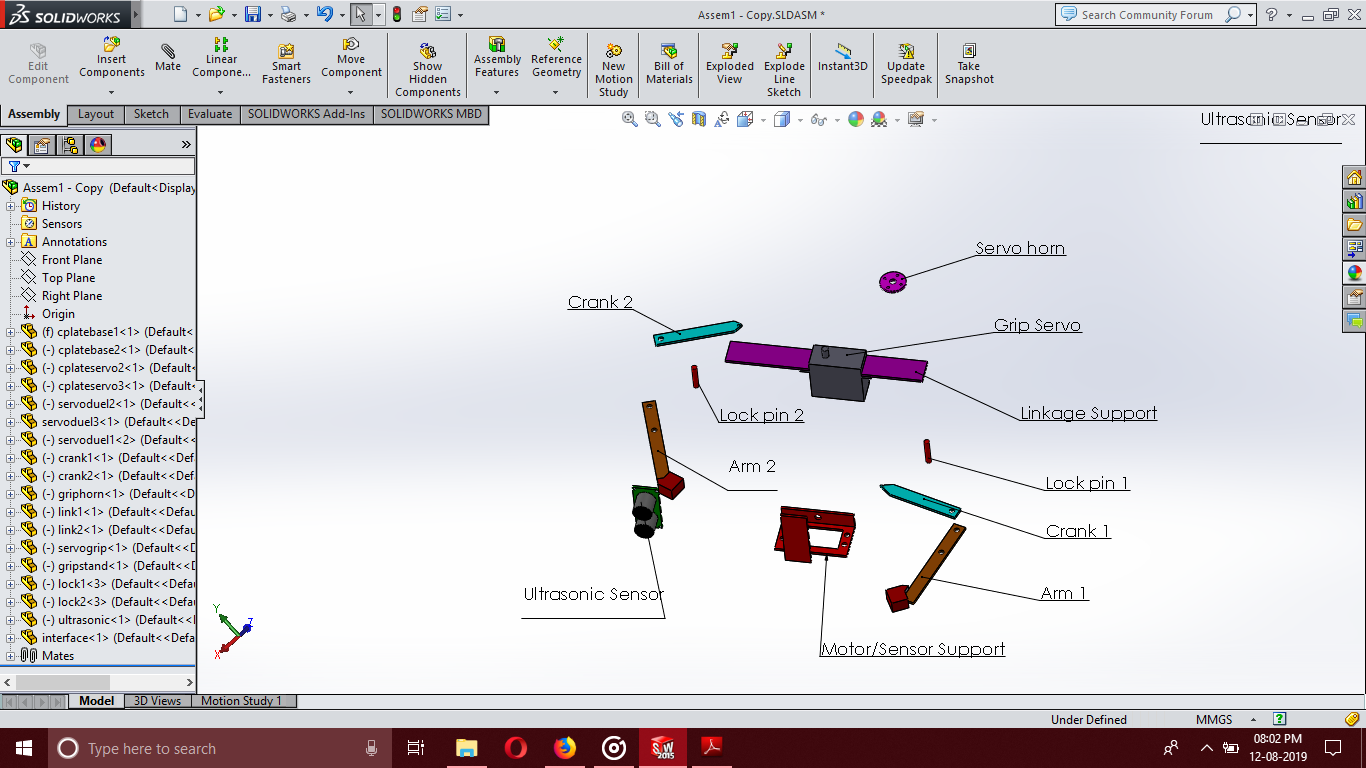 SOLIDWORKS
Assem1 - Copy.SLDASM *
Search Community Forum
Edit
Component
Insert
Components
Mate
Linear
Compone...
Smart
Fasteners
Move
Component
Show
Hidden
Components
Assembly
Features
Reference
Geometry
New
Motion
Study
Bill of
Materials
Exploded
View
Explode
Line
Sketch
Instant3D
Update
Speedpak
Take
Snapshot
Assembly
Layout
Sketch
Evaluate
SOLIDWORKS Add-Ins
SOLIDWORKS MBD
Ultrasonic Sensor
Assem1 - Copy (Default<Display
History
Sensors
Annotations
Front Plane
Top Plane
Right Plane
Origin
(f) cplatebase1<1> (Default<
(-) cplatebase2<1> (Default<
(-) cplateservo2<1> (Default
(-) cplateservo3<1> (Default
(-) servoduel2<1> (Default<<
servoduel3<1> (Default<<De
(-) servoduel1<2> (Default<<
(-) crank1<1> (Default<<Def
(-) crank2<1> (Default<<Def
(-) griphorn<1> (Default<<D
(-) link1<1> (Default<<Defa
(-) link2<1> (Default<<Defa
(-) servogrip<1> (Default<<D
(-) gripstand<1> (Default<<D
(-) lock1<3> (Default<<Defa
(-) lock2<3> (Default<<Defa
(-) ultrasonic<1> (Default<<
interface<1> (Default<<Defa
Mates
Servo horn
Crank 2
Grip Servo
Lock pin 2
Linkage Support
Arm 2
Lock pin 1
Crank 1
Ultrasonic Sensor
Arm 1
Motor/Sensor Support
Y
Z
X
Model
3D Views
Motion Study 1
Under Defined
MMGS
Type here to search
SW
2015
08:02 PM
12-08-2019